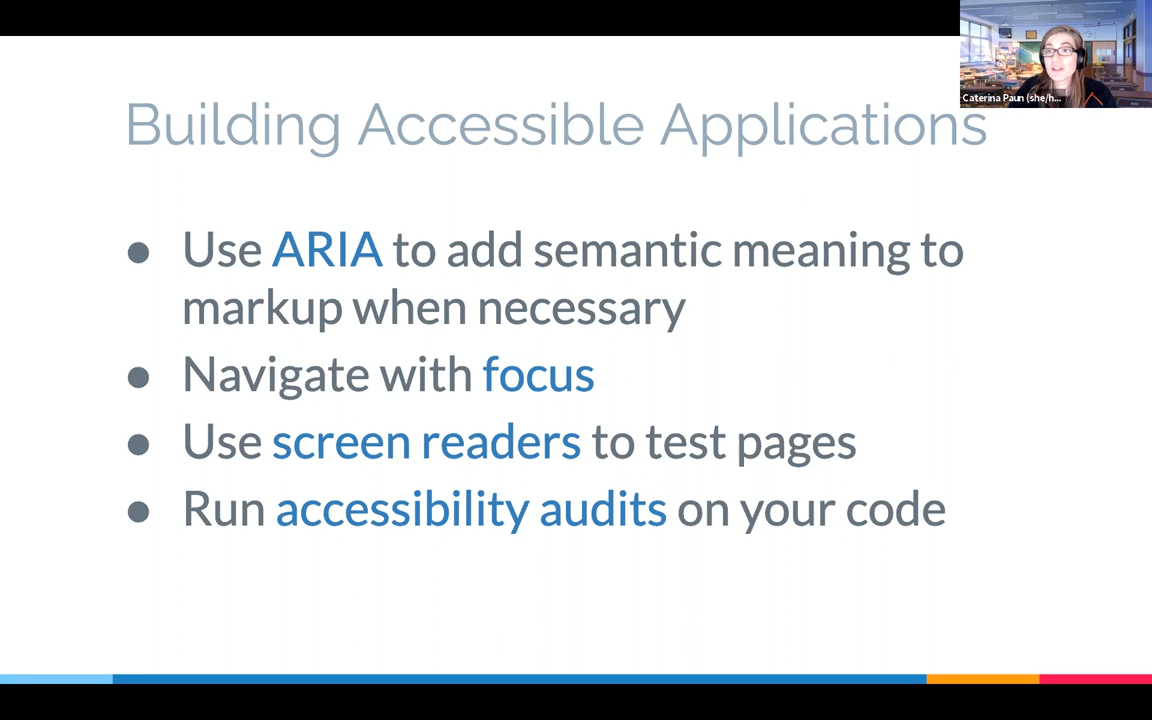 Caterina Paun (she/h...
Building Accessible Applications
● Use ARIA to add semantic meaning to
markup when necessary
● Navigate with focus
● Use screen readers to test pages
● Run accessibility audits on your code